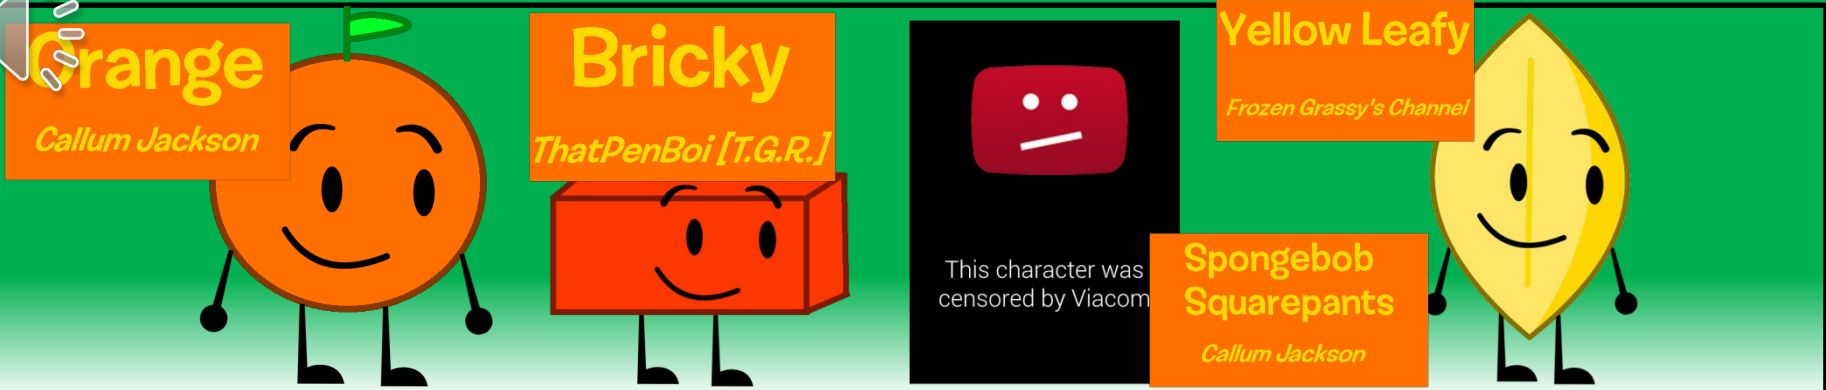 Orange
Callum Jackson
Bricky
ThatPenBoi [T.G.R.]
This character was
censored by Viacom
Spongebob
Squarepants
Callum Jackson
Yellow Leafy
Frozen Grassy's Channel